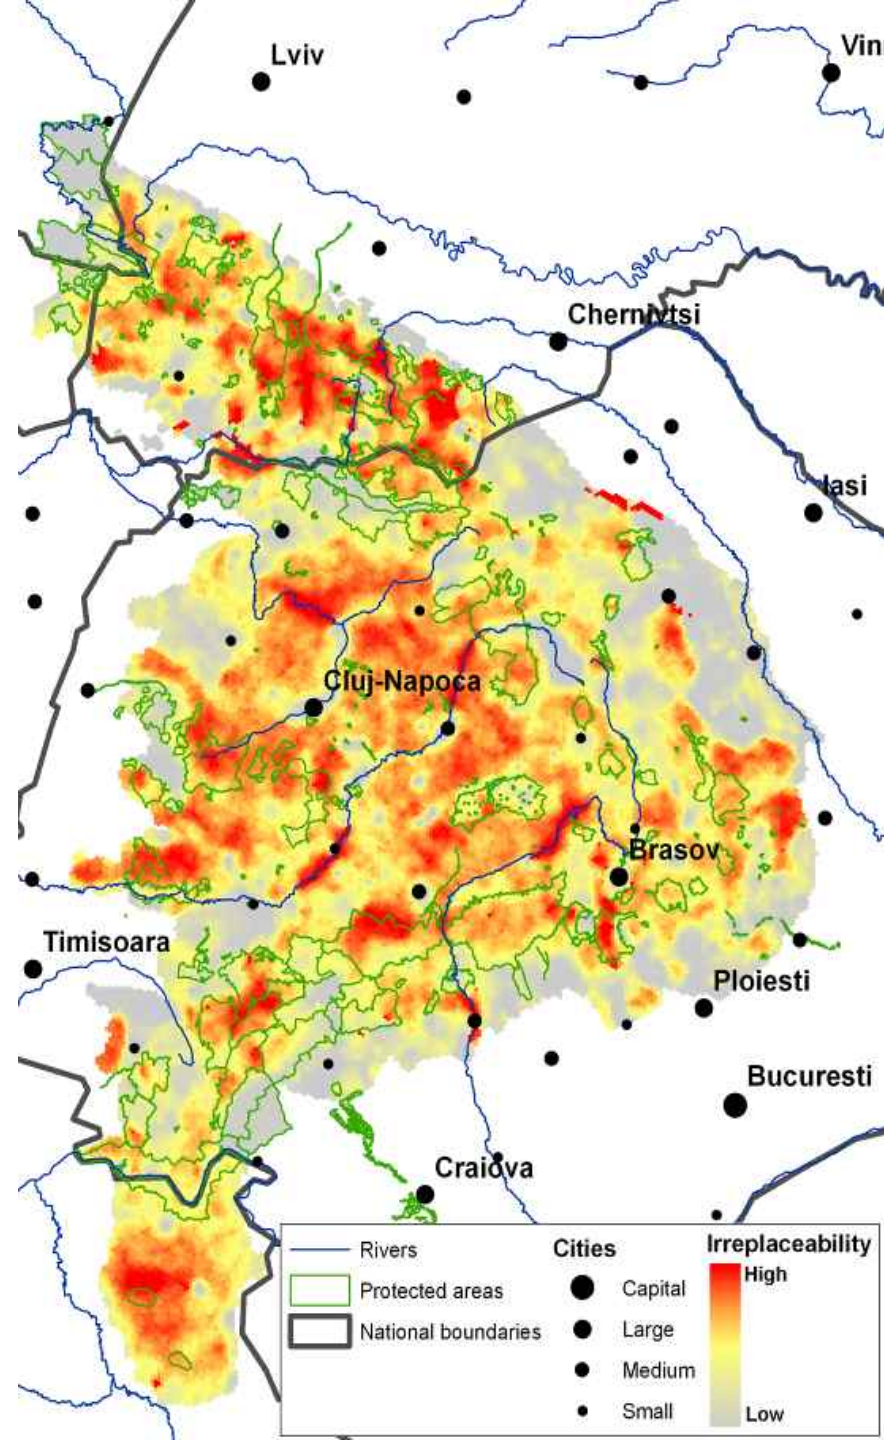 Lviv
Vin
Chernivtsi
Iasi
Cluj-Napoca
Brasov
Timisoara
Ploiesti
Bucuresti
Craiova
Rivers
Protected areas
National boundaries
Cities
Capital
Large
Medium
Small
Irreplaceability
High
Low